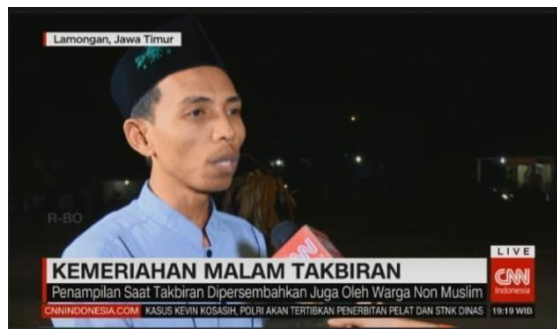 Lamongan, Jawa Timur
R-BO
CNN
LIVE
KEMERIAHAN MALAM TAKBIRAN
CNN
Indonesia
Penampilan Saat Takbiran Dipersembahkan Juga Oleh Warga Non Muslim
CNNINDONESIA.COM KASUS KEVIN KOSASIH, POLRI AKAN TERTIBKAN PENERBITAN PELAT DAN STNK DINAS 19:19 WIB